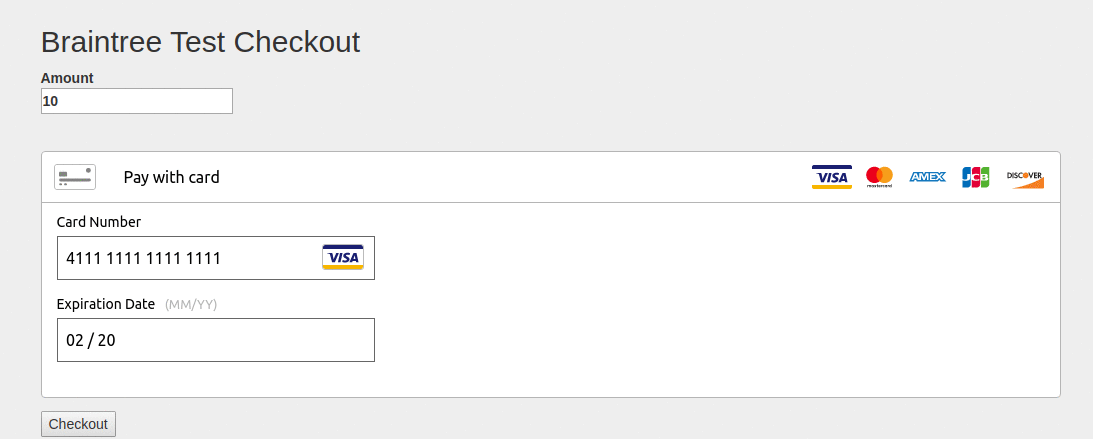 Braintree Test Checkout
Amount
10
Pay with card VISA mastercard AMEX JCB DISCOVER
Card Number
4111 1111 1111 1111 VISA
Expiration Date (MM/YY)
02 / 20
Checkout